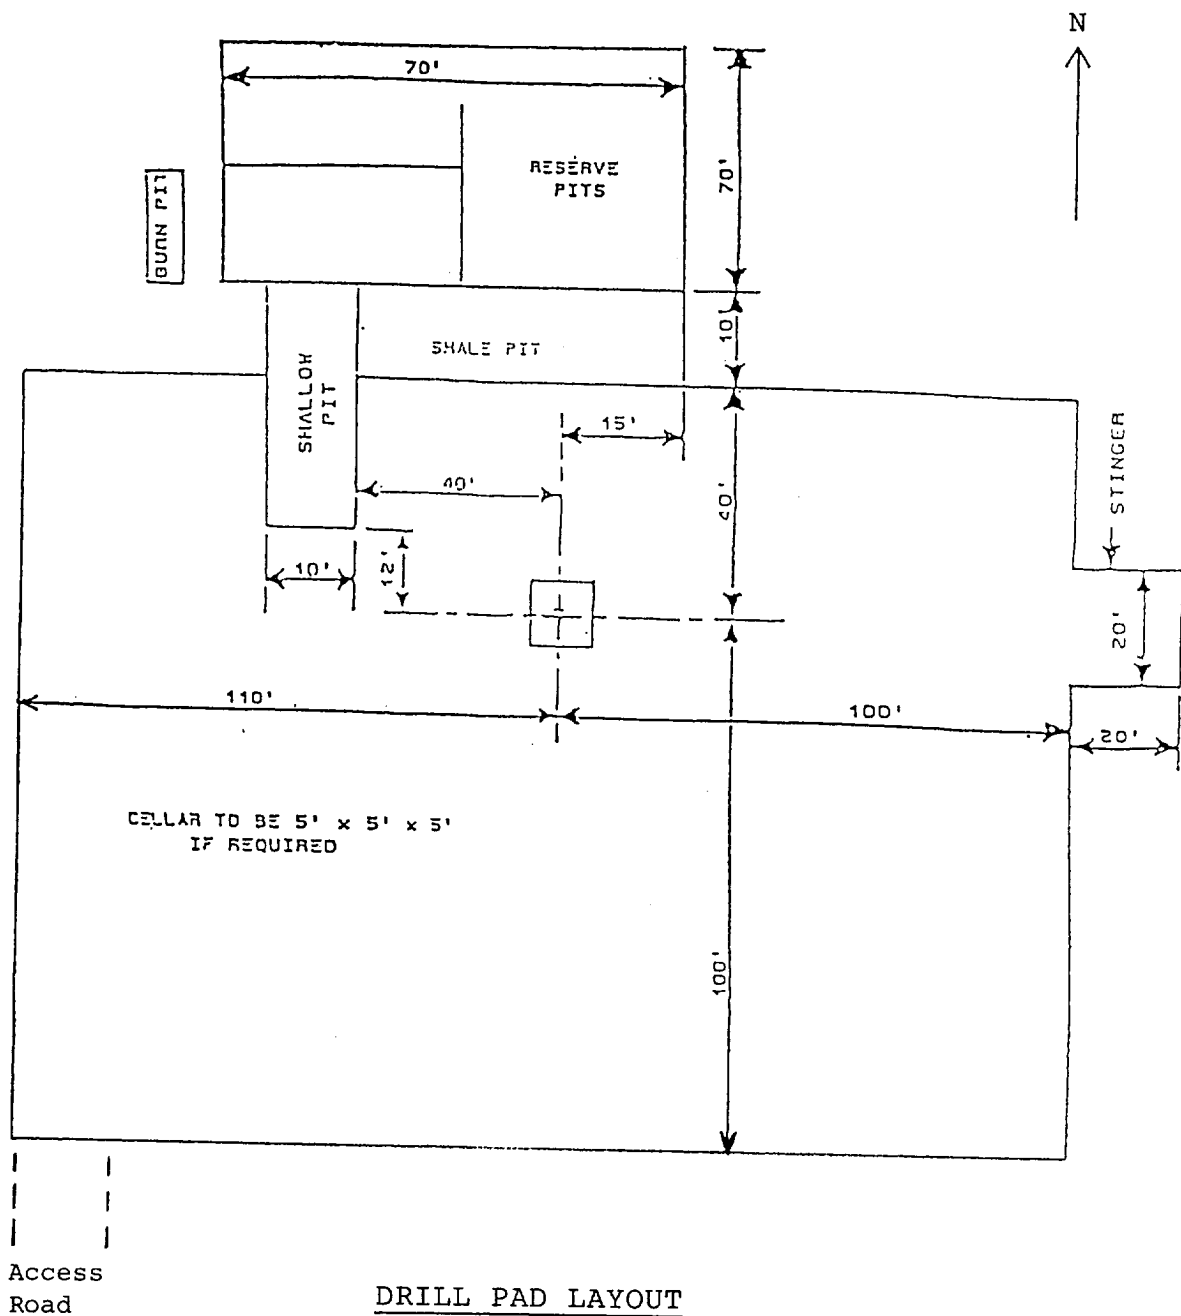 N
70'
RESERVE
PITS
70'
BURN PIT
10'
SHALE PIT
SHALLOW
PIT
15'
STINGER
40'
40'
10'
12'
20'
110'
100'
20'
CELLAR TO BE 5' x 5' x 5'
IF REQUIRED
100'
Access
Road
DRILL PAD LAYOUT